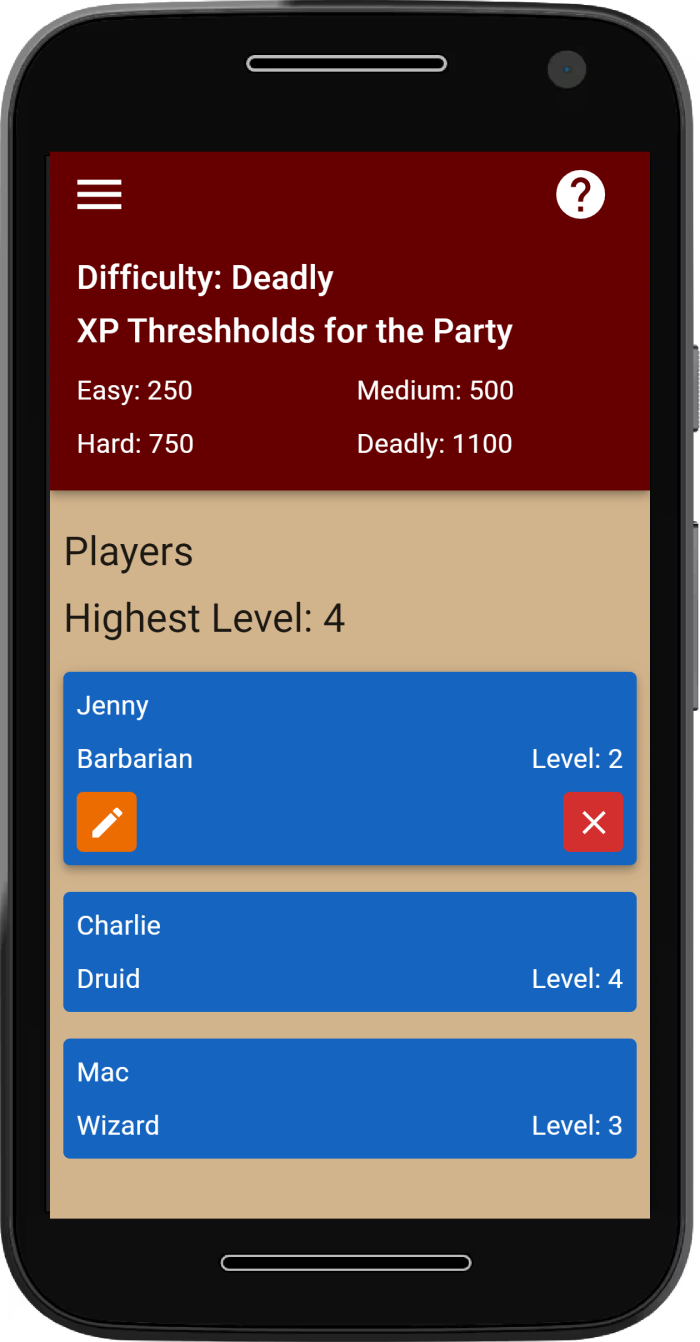 Difficulty: Deadly
XP Threshholds for the Party
Easy: 250 Medium: 500
Hard: 750 Deadly: 1100
Players
Highest Level: 4
Jenny
Barbarian Level: 2
Charlie
Druid Level: 4
Mac
Wizard Level: 3